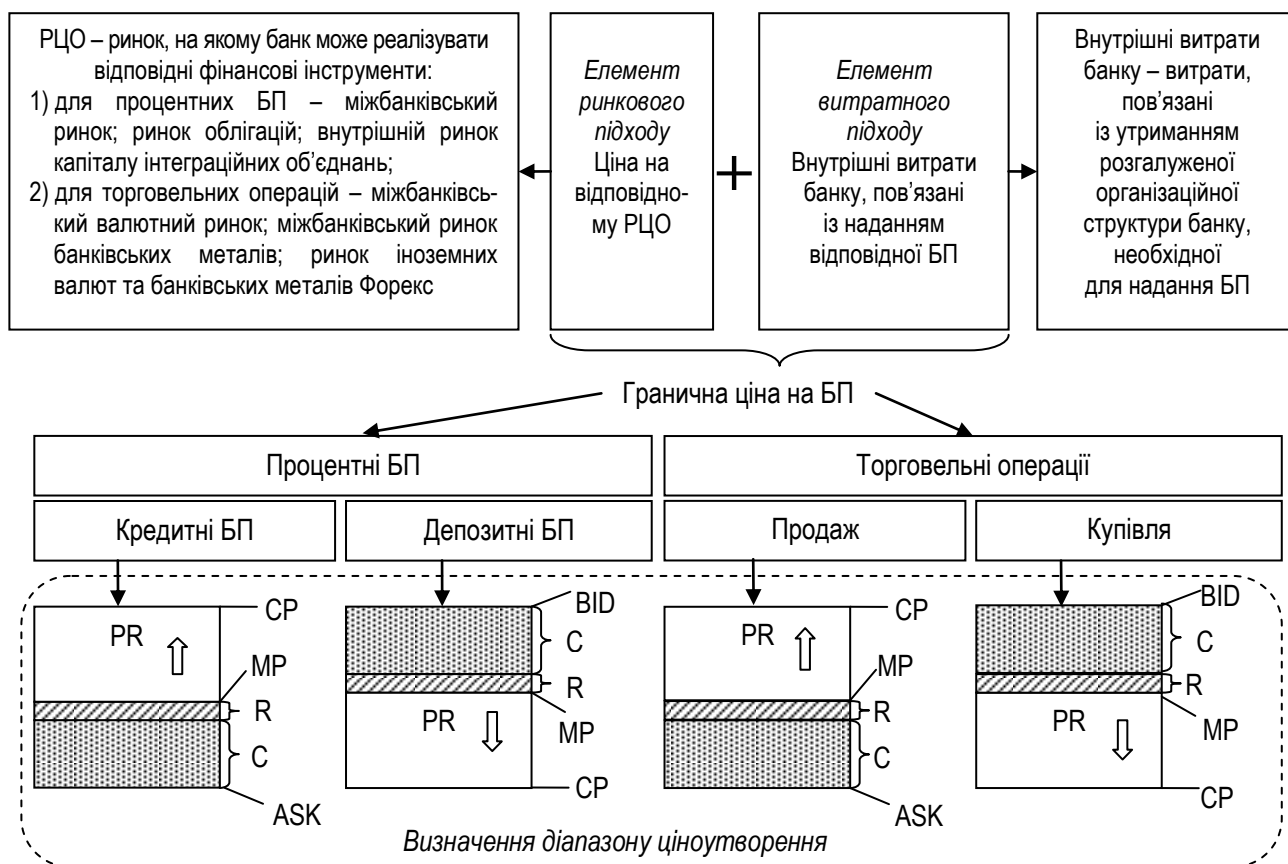 РЦО – ринок, на якому банк може реалізувати
відповідні фінансові інструменти:
1) для процентних БП – міжбанківський
ринок; ринок облігацій; внутрішній ринок
капіталу інтеграційних об’єднань;
2) для торговельних операцій – міжбанківсь-
кий валютний ринок; міжбанківський ринок
банківських металів; ринок іноземних
валют та банківських металів Форекс
Елемент
ринкового
підходу
Ціна на
відповідно-
му РЦО
+
Елемент
витратного
підходу
Внутрішні витрати
банку, пов’язані
із наданням
відповідної БП
Внутрішні витрати
банку – витрати,
пов’язані
із утриманням
розгалуженої
організаційної
структури банку,
необхідної
для надання БП
Гранична ціна на БП
Процентні БП
Торговельні операції
Кредитні БП
Депозитні БП
Продаж
Купівля
CP
PR
MP
R
C
ASK
BID
C
R
PR
MP
CP
CP
PR
MP
R
C
ASK
BID
C
R
MP
PR
CP
Визначення діапазону ціноутворення